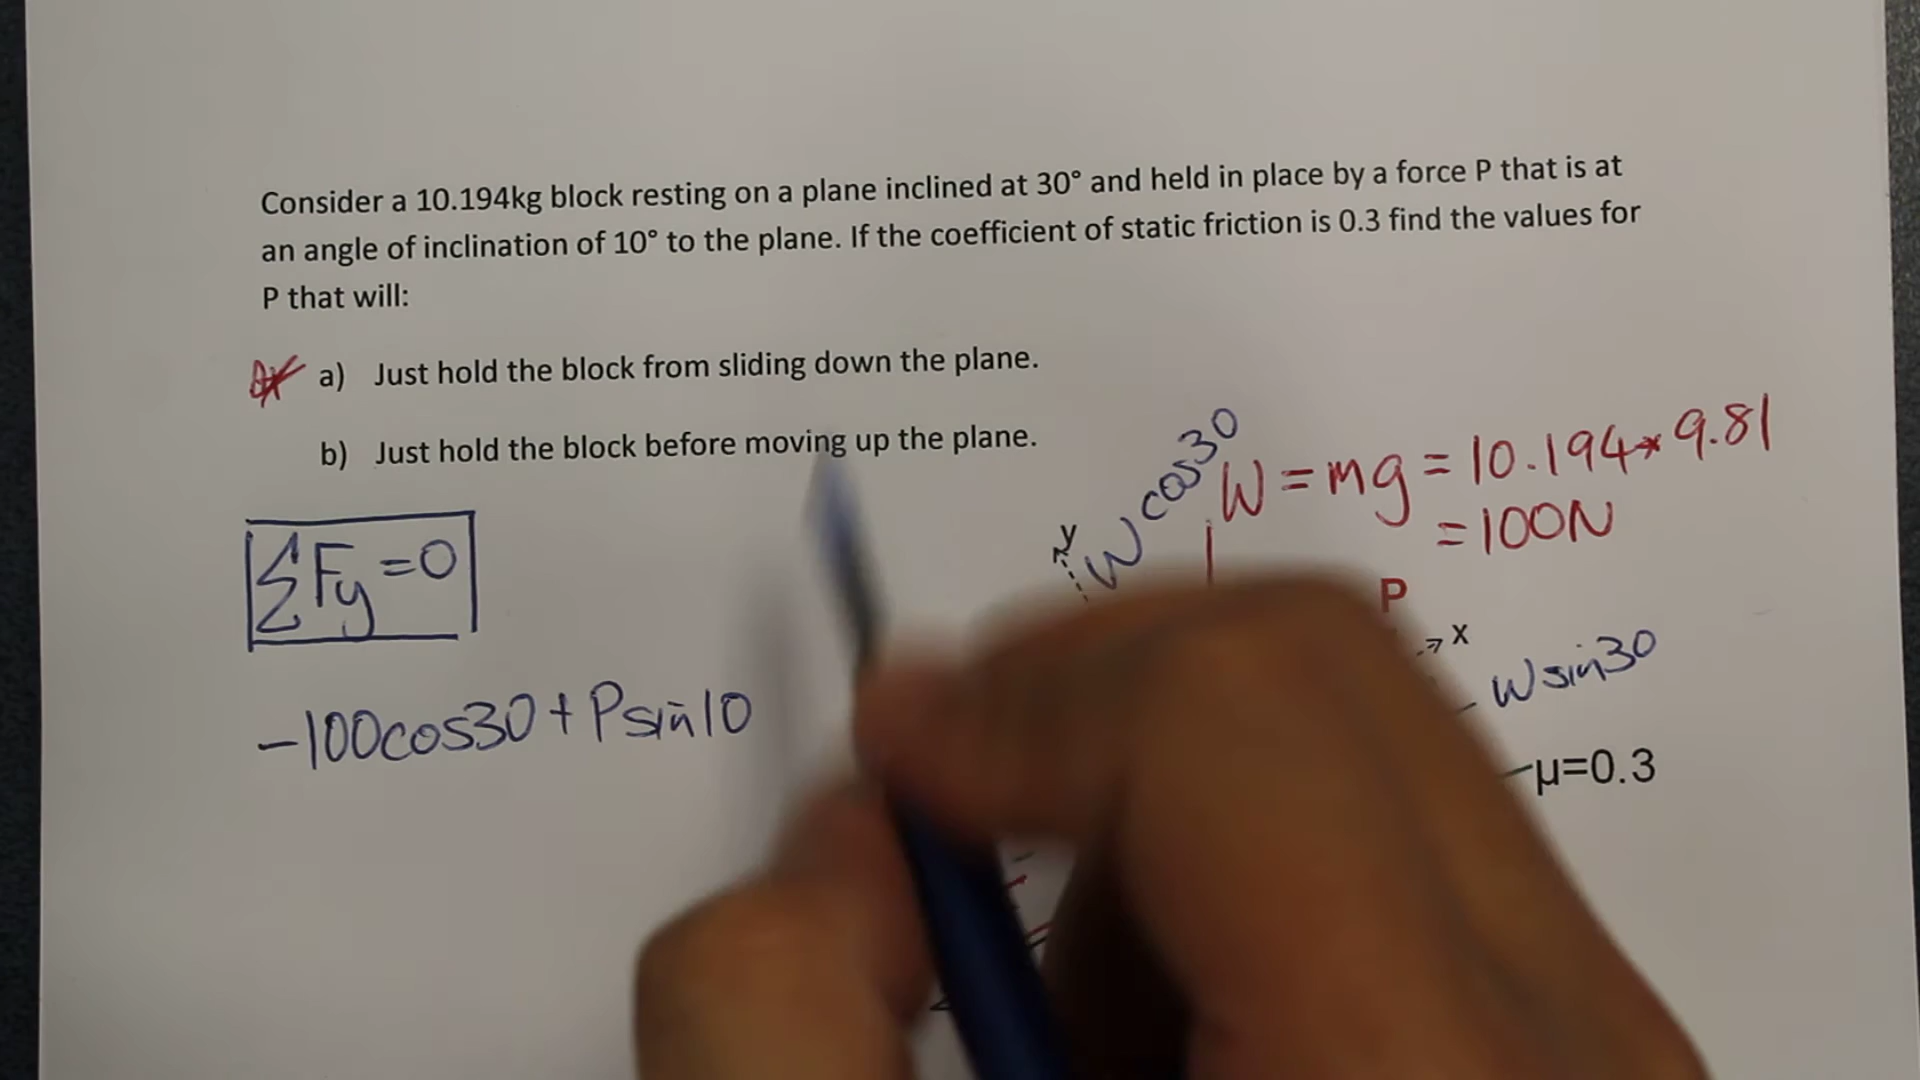 Consider a 10.194kg block resting on a plane inclined at 30° and held in place by a force P that is at
an angle of inclination of 10° to the plane. If the coefficient of static friction is 0.3 find the values for
P that will:
a) Just hold the block from sliding down the plane.
b) Just hold the block before moving up the plane.
W = mg = 10.194*9.81
= 100N
ΣFy = 0
-100cos30 + Psin10
y
Wcos30
P
x
Wsin30
μ=0.3